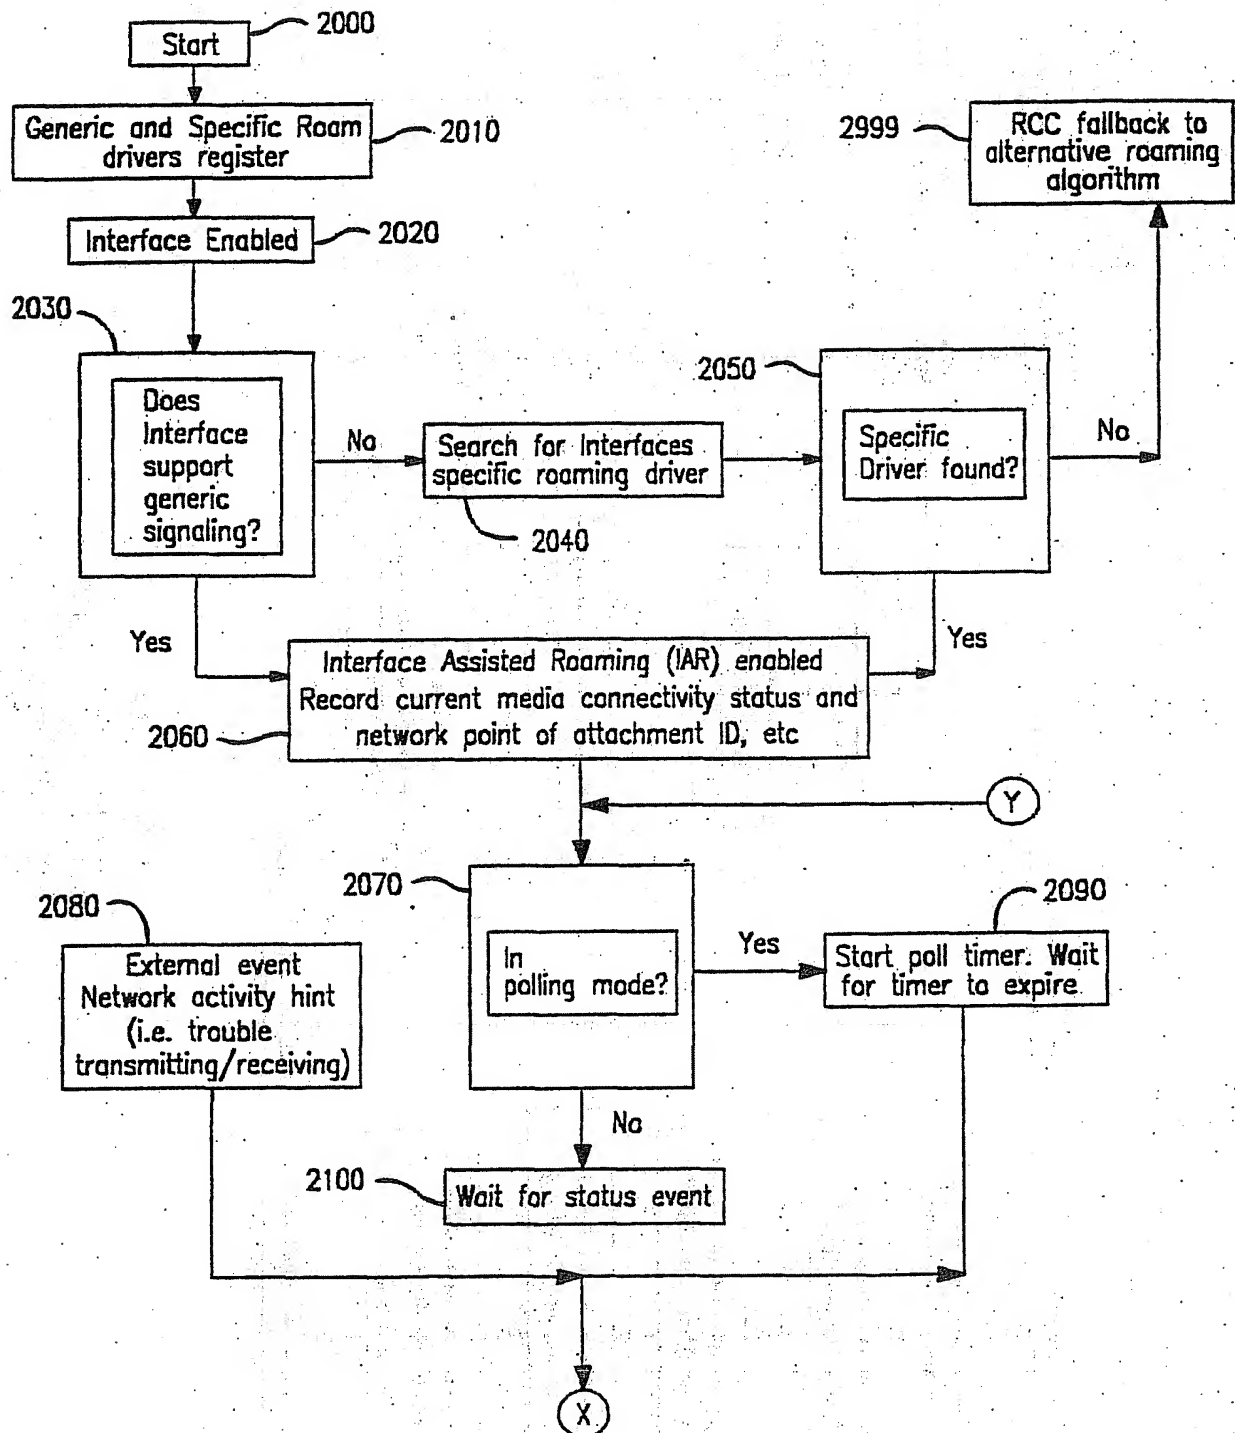 2000
Start
Generic and Specific Roam
drivers register
2010
2999
RCC fallback to
alternative roaming
algorithm
Interface Enabled
2020
2030
Does
Interface
support
generic
signaling?
No
Search for Interfaces
specific roaming driver
2040
2050
Specific
Driver found?
No
Yes
Yes
Interface Assisted Roaming (IAR) enabled
Record current media connectivity status and
network point of attachment ID, etc
2060
Y
2070
In
polling mode?
Yes
2090
Start poll timer. Wait
for timer to expire
2080
External event
Network activity hint
(i.e. trouble
transmitting/receiving)
No
2100
Wait for status event
X